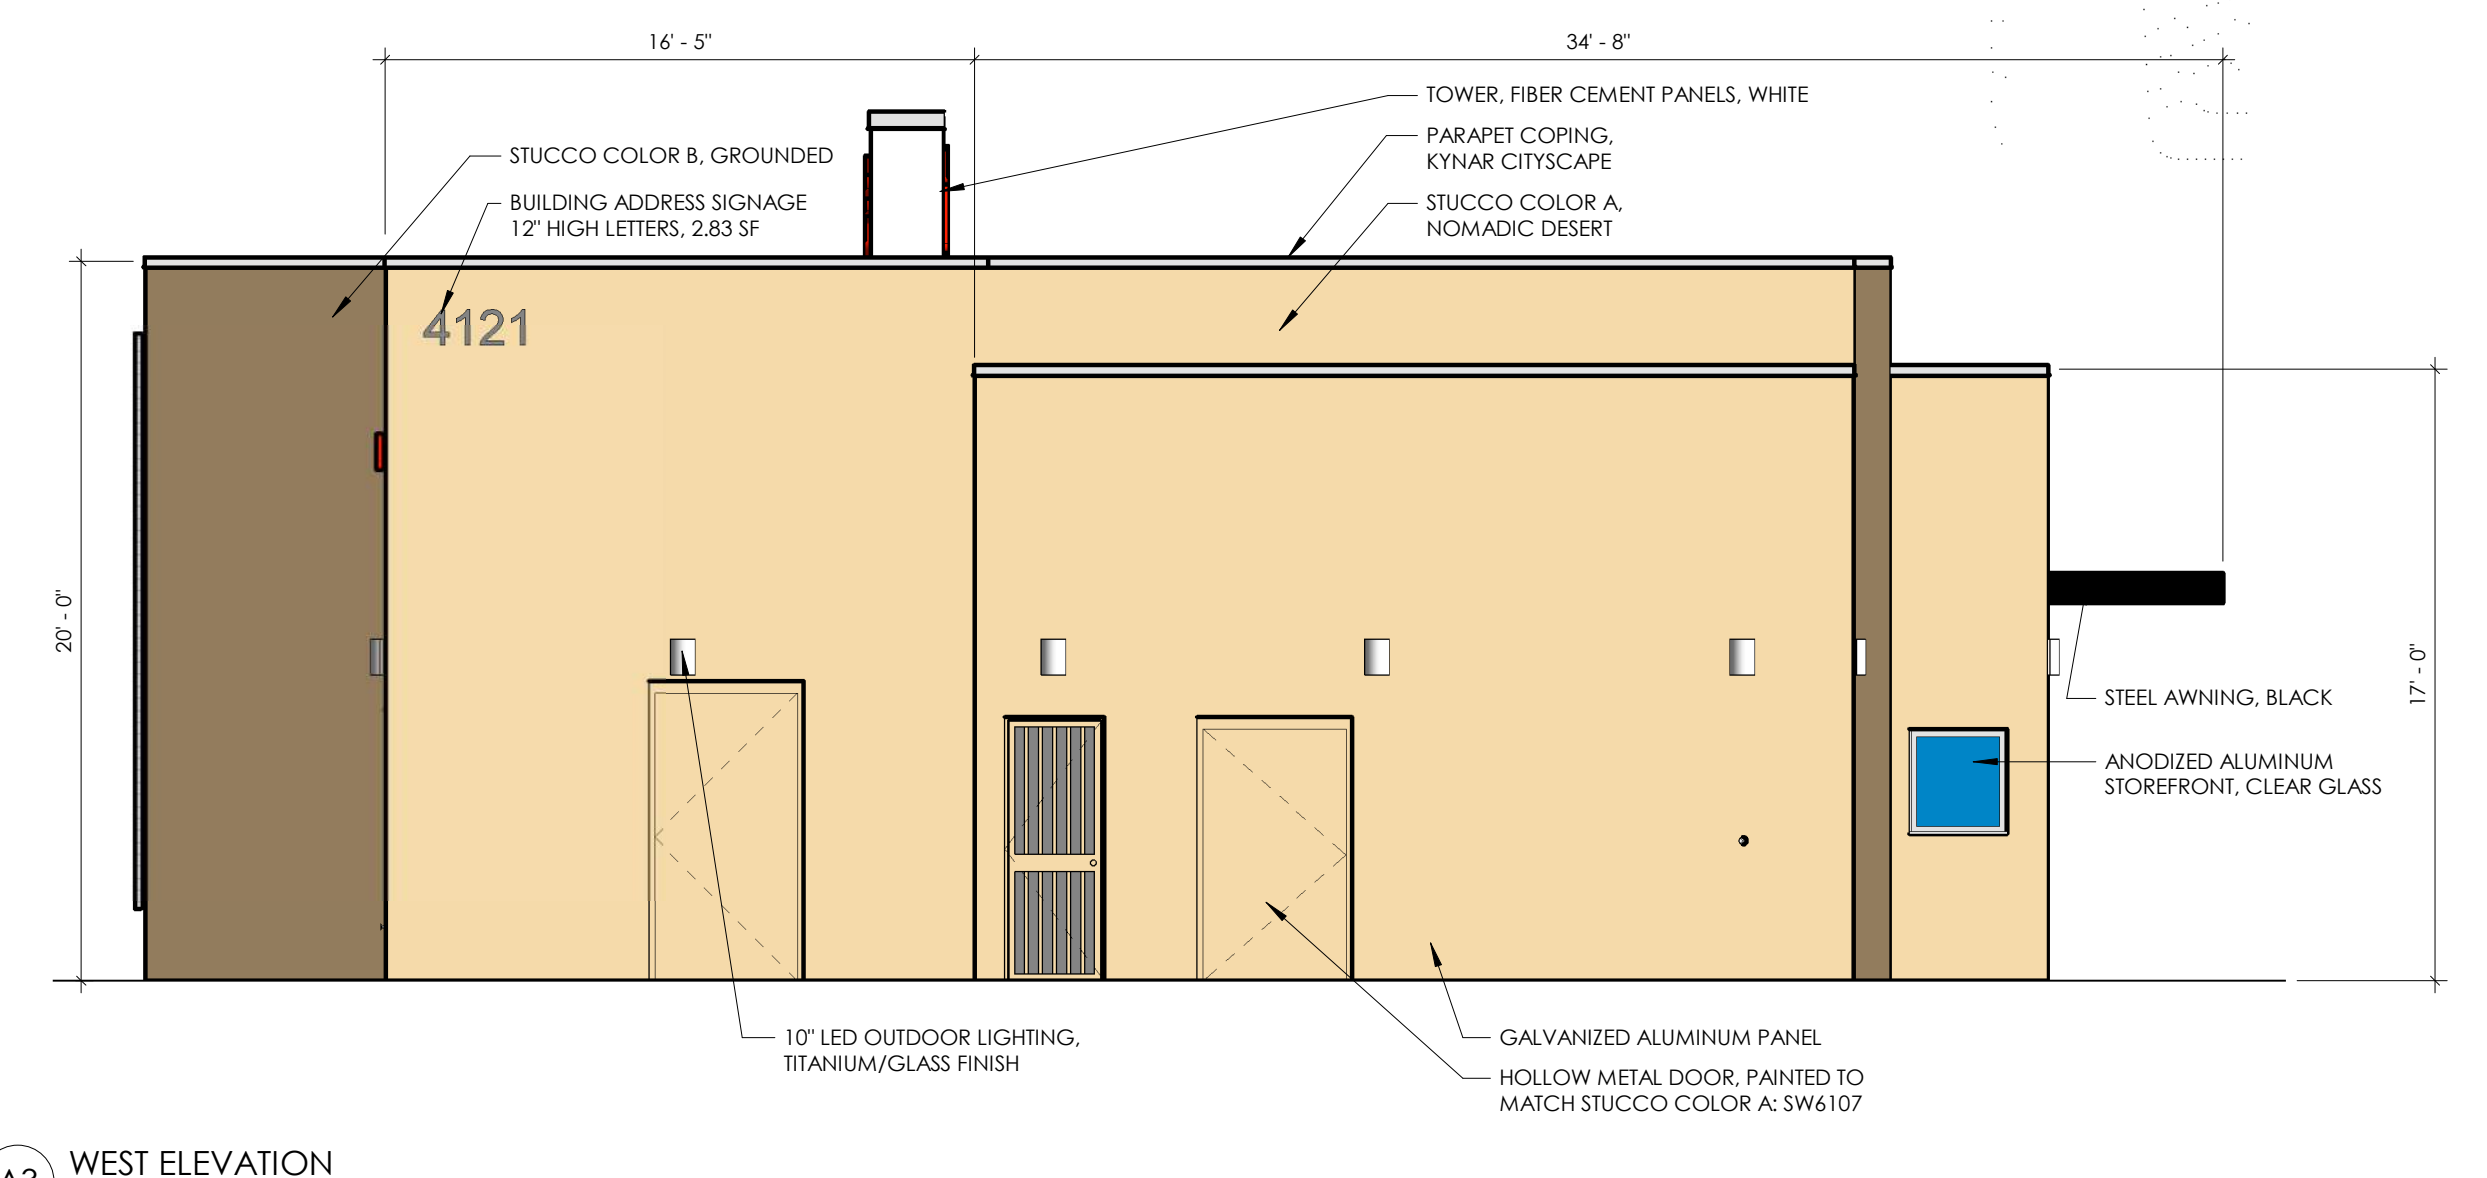 16' - 5"
34' - 8"
TOWER, FIBER CEMENT PANELS, WHITE
PARAPET COPING,
KYNAR CITYSCAPE
STUCCO COLOR B, GROUNDED
BUILDING ADDRESS SIGNAGE
12" HIGH LETTERS, 2.83 SF
STUCCO COLOR A,
NOMADIC DESERT
4121
20' - 0"
17' - 0"
STEEL AWNING, BLACK
ANODIZED ALUMINUM
STOREFRONT, CLEAR GLASS
10" LED OUTDOOR LIGHTING,
TITANIUM/GLASS FINISH
GALVANIZED ALUMINUM PANEL
HOLLOW METAL DOOR, PAINTED TO
MATCH STUCCO COLOR A: SW6107
WEST ELEVATION